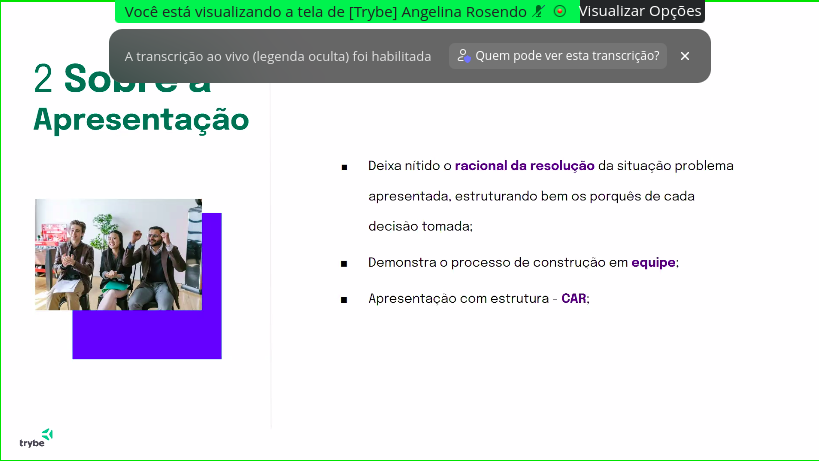 Você está visualizando a tela de [Trybe] Angelina Rosendo
Visualizar Opções
A transcrição ao vivo (legenda oculta) foi habilitada
Quem pode ver esta transcrição?
2 Sobre a
Apresentação
▪ Deixa nítido o racional da resolução da situação problema
apresentada, estruturando bem os porquês de cada
decisão tomada;
▪ Demonstra o processo de construção em equipe;
▪ Apresentação com estrutura - CAR;
trybe